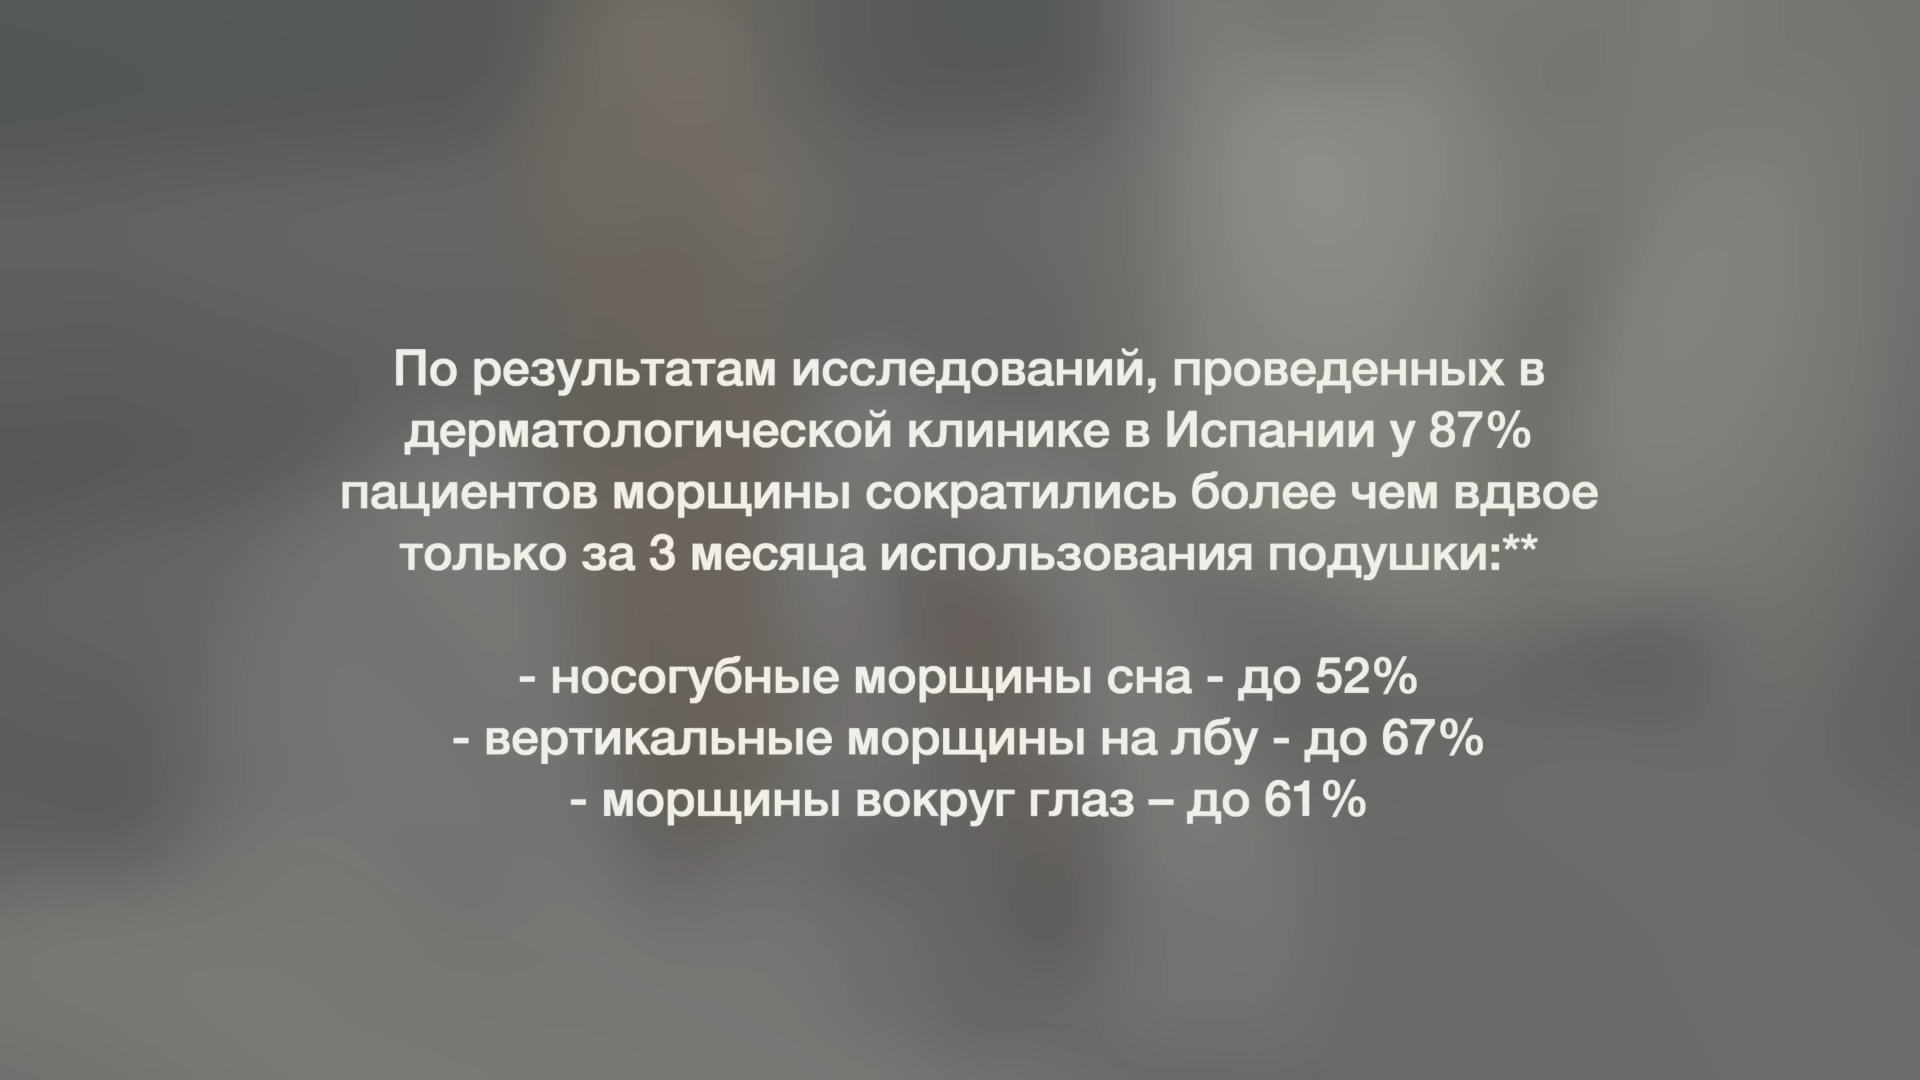 По результатам исследований, проведенных в
дерматологической клинике в Испании у 87%
пациентов морщины сократились более чем вдвое
только за 3 месяца использования подушки:**
- носогубные морщины сна - до 52%
- вертикальные морщины на лбу - до 67%
- морщины вокруг глаз – до 61%